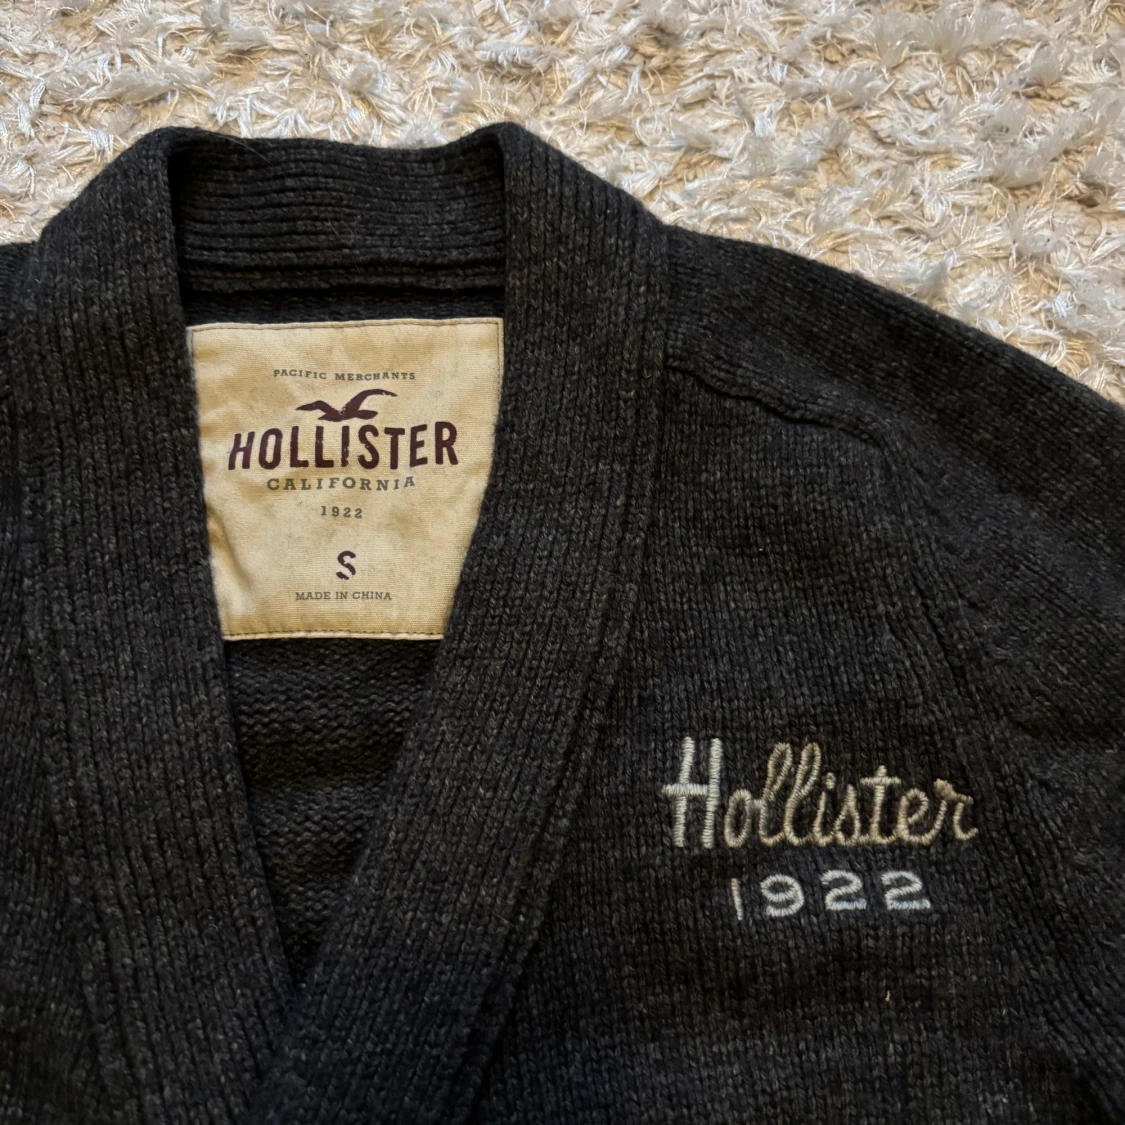 PACIFIC MERCHANTS
HOLLISTER
CALIFORNIA
1922
S
MADE IN CHINA
Hollister
1922